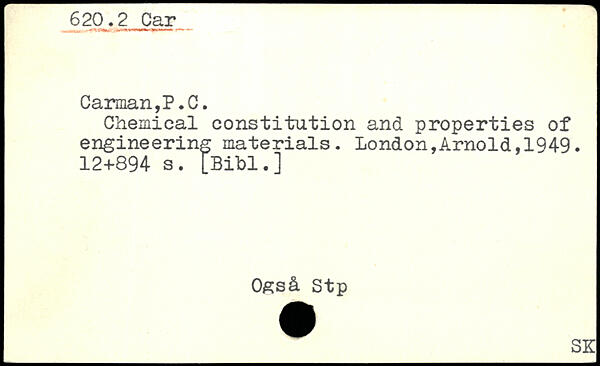 620.2 Car
Carman,P.C.
Chemical constitution and properties of
engineering materials. London,Arnold,1949.
12+894 s. [Bibl.]
Også Stp
SK